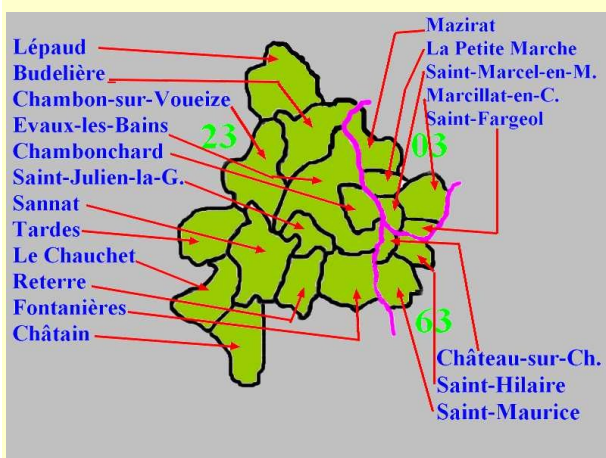 Lépaud
Budelière
Chambon-sur-Voueize
Evaux-les-Bains
Chambonchard
Saint-Julien-la-G.
Sannat
Tardes
Le Chauchet
Reterre
Fontanières
Châtain
Mazirat
La Petite Marche
Saint-Marcel-en-M.
Marcillat-en-C.
Saint-Fargeol
23
03
63
Château-sur-Ch.
Saint-Hilaire
Saint-Maurice